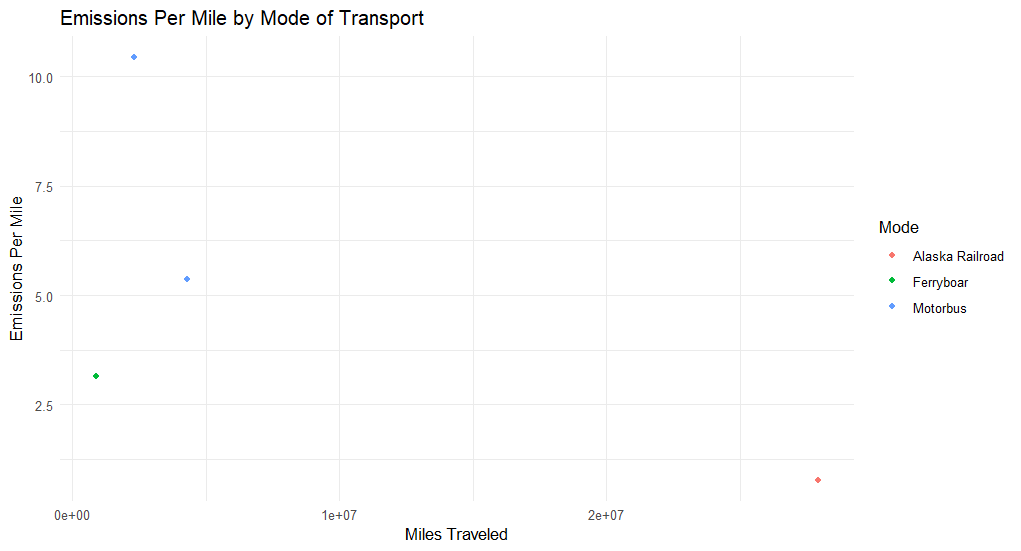 Emissions Per Mile by Mode of Transport
Emissions Per Mile
10.0
7.5
5.0
2.5
0e+00
1e+07
2e+07
Miles Traveled
Mode
Alaska Railroad
Ferryboar
Motorbus